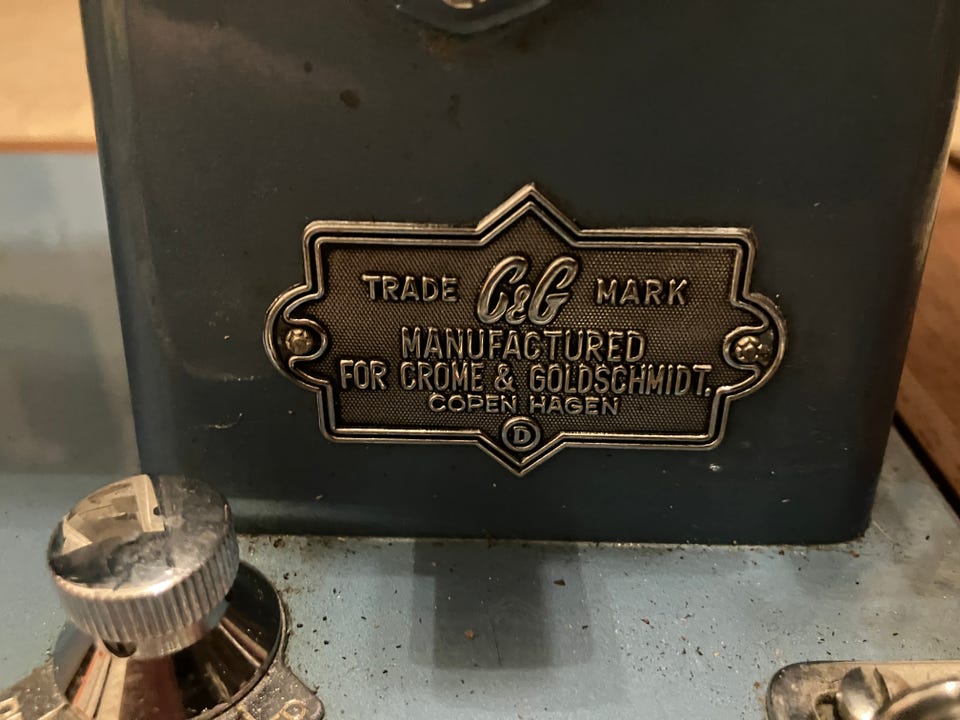 TRADE C&G MARK
MANUFACTURED
FOR CROME & GOLDSCHMIDT.
COPEN HAGEN
D